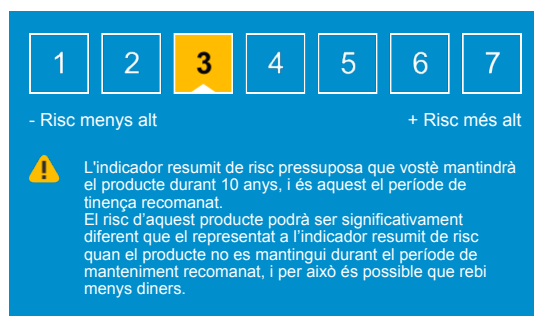 1 2 3 4 5 6 7
- Risc menys alt + Risc més alt
L'indicador resumit de risc pressuposa que vostè mantindrà
el producte durant 10 anys, i és aquest el període de
tinença recomanat.
El risc d'aquest producte podrà ser significativament
diferent que el representat a l'indicador resumit de risc
quan el producte no es mantingui durant el període de
manteniment recomanat, i per això és possible que rebi
menys diners.